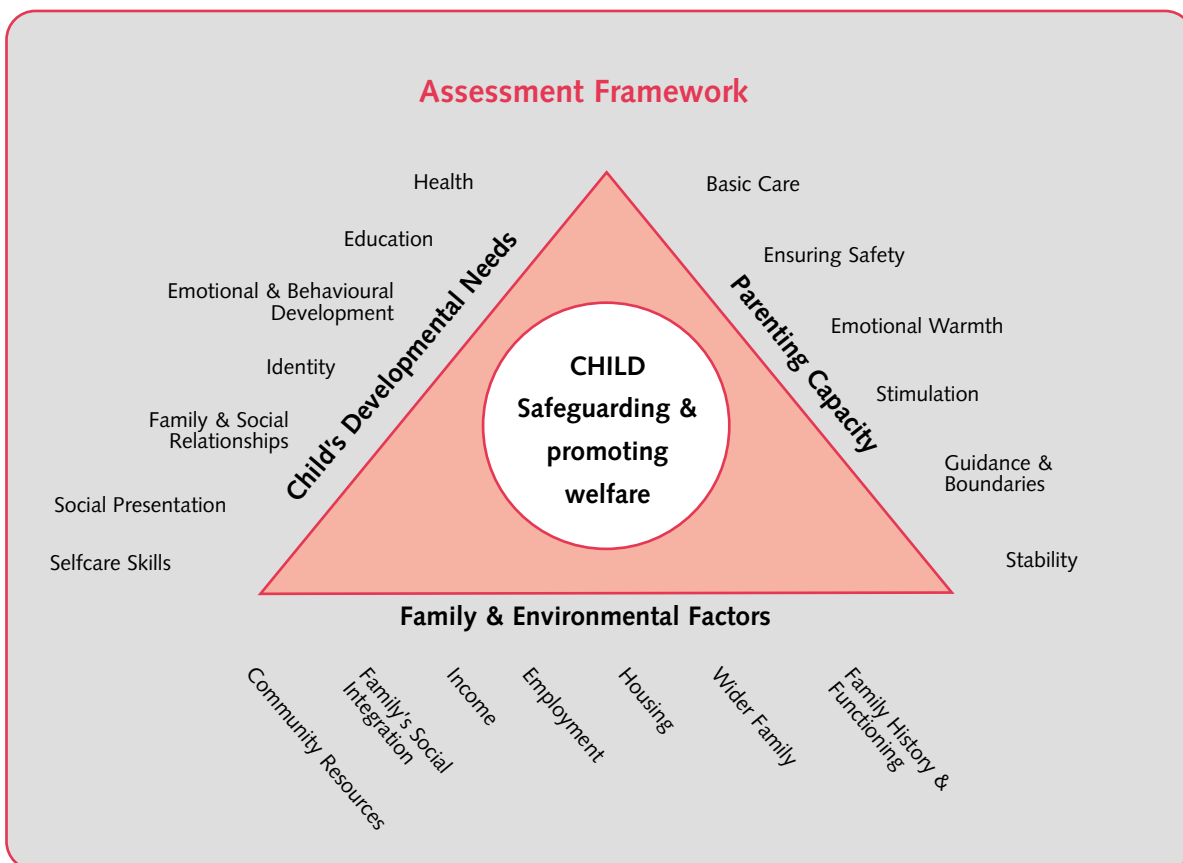 Assessment Framework
Health
Education
Emotional & Behavioural
Development
Identity
Family & Social
Relationships
Social Presentation
Selfcare Skills
Child's Developmental Needs
CHILD
Safeguarding &
promoting
welfare
Parenting Capacity
Basic Care
Ensuring Safety
Emotional Warmth
Stimulation
Guidance &
Boundaries
Stability
Family & Environmental Factors
Community Resources
Family's Social
Integration
Income
Employment
Housing
Wider Family
Family History &
Functioning